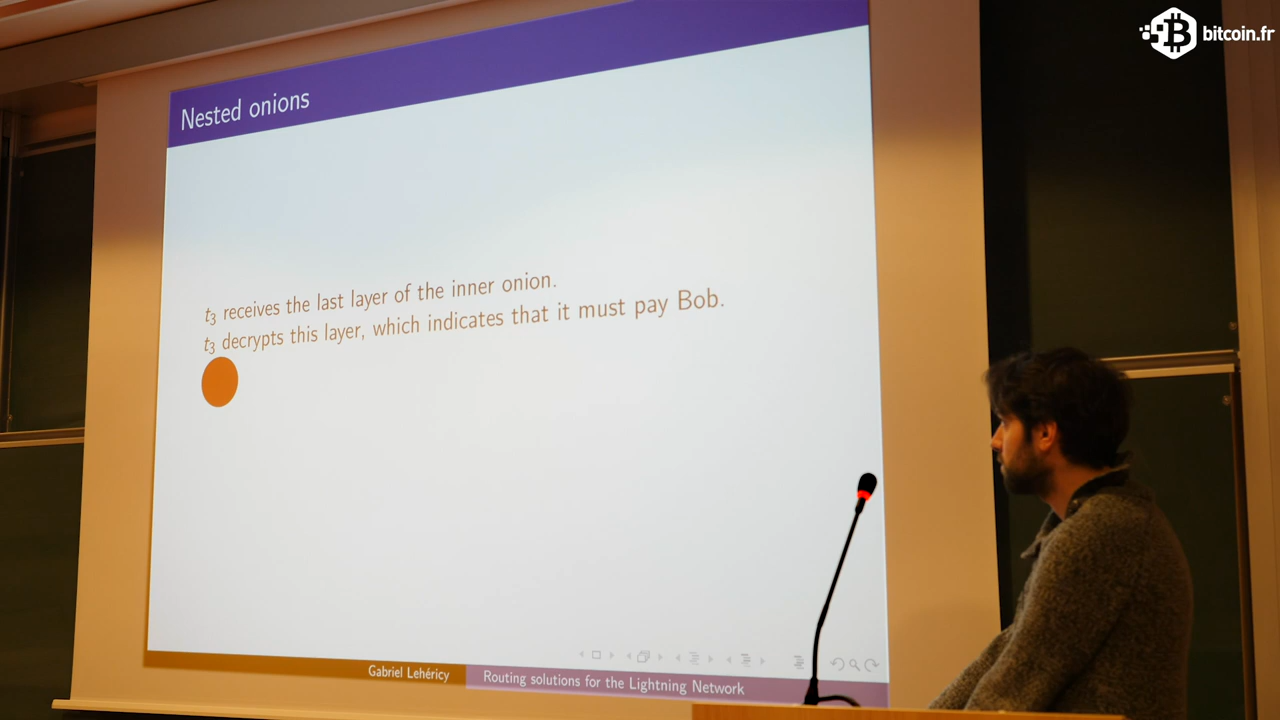 bitcoin.fr
Nested onions
t3 receives the last layer of the inner onion.
t3 decrypts this layer, which indicates that it must pay Bob.
Gabriel Lehéricy
Routing solutions for the Lightning Network